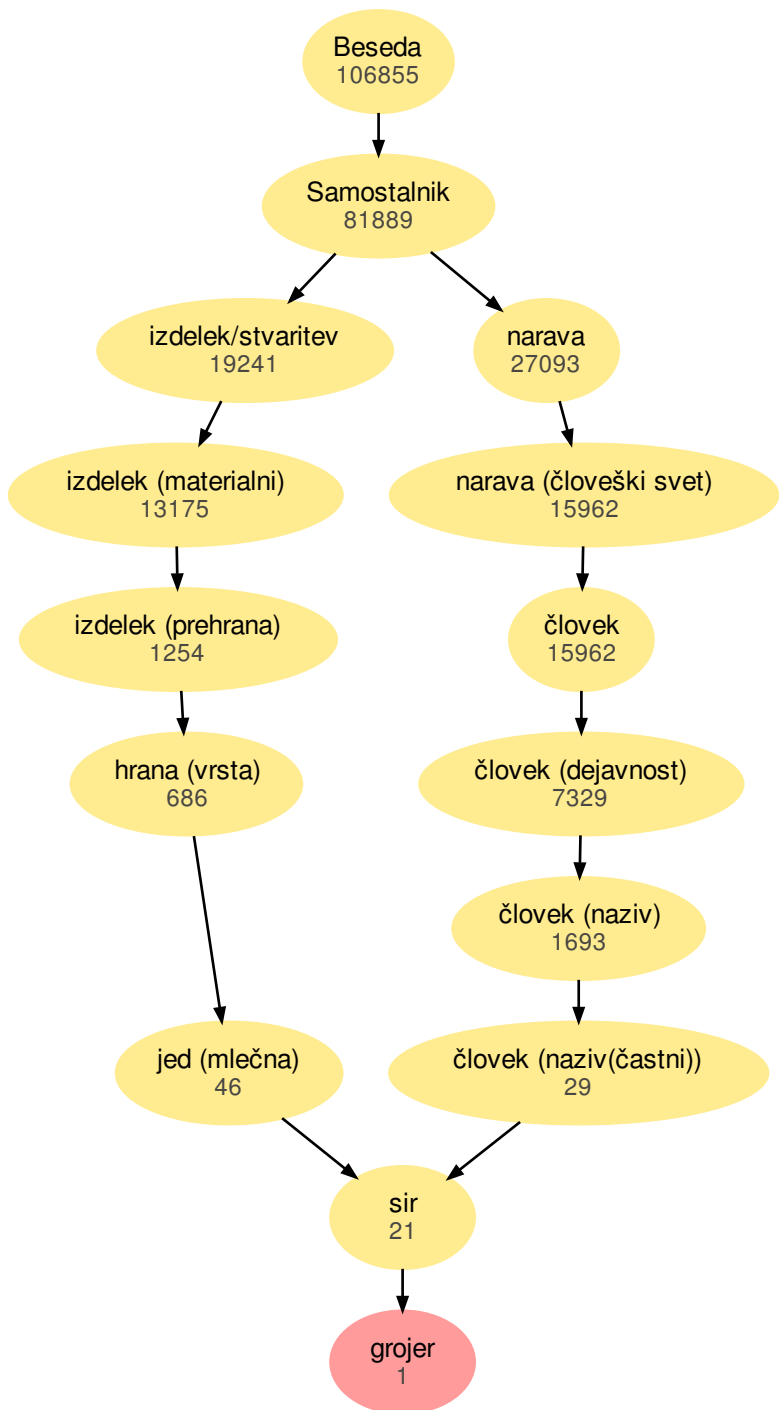 Beseda
106855
Samostalnik
81889
izdelek/stvaritev
19241
narava
27093
izdelek (materialni)
13175
narava (človeški svet)
15962
izdelek (prehrana)
1254
človek
15962
hrana (vrsta)
686
človek (dejavnost)
7329
človek (naziv)
1693
jed (mlečna)
46
človek (naziv(častni))
29
sir
21
grojer
1